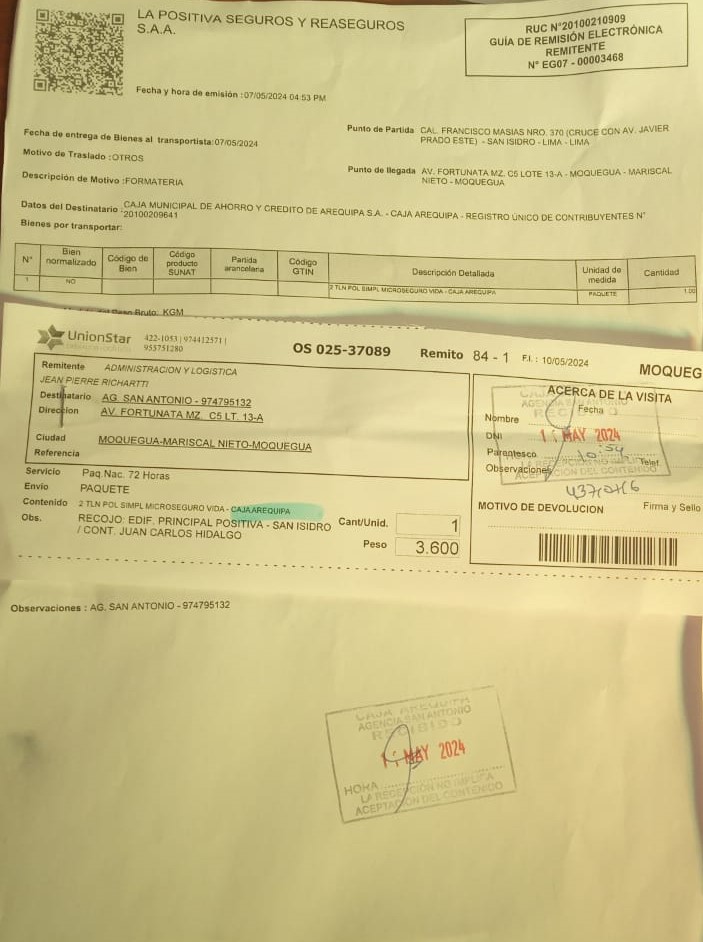 LA POSITIVA SEGUROS Y REASEGUROS
S.A.A.
RUC N°20100210909
GUÍA DE REMISIÓN ELECTRÓNICA
REMITENTE
N° EG07 - 00003468
Fecha y hora de emisión :07/05/2024 04:53 PM
Fecha de entrega de Bienes al transportista:07/05/2024
Motivo de Traslado :OTROS
Descripción de Motivo :FORMATERIA
Punto de Partida CAL. FRANCISCO MASIAS NRO. 370 (CRUCE CON AV. JAVIER
PRADO ESTE) - SAN ISIDRO - LIMA - LIMA
Punto de llegada AV. FORTUNATA MZ. C5 LOTE 13-A - MOQUEGUA - MARISCAL
NIETO - MOQUEGUA
Datos del Destinatario :CAJA MUNICIPAL DE AHORRO Y CREDITO DE AREQUIPA S.A. - CAJA AREQUIPA - REGISTRO ÚNICO DE CONTRIBUYENTES N°
20100209641
Bienes por transportar:
N° Bien normalizado Código de Bien Código producto SUNAT Partida arancelaria Código GTIN Descripción Detallada Unidad de medida Cantidad
1 NO 2 TLN POL SIMPL MICROSEGURO VIDA - CAJA AREQUIPA PAQUETE 1.00
Peso Bruto: KGM
UnionStar
422-1053 | 974412571 |
953751280
OS 025-37089
Remito 84 - 1
F.I. : 10/05/2024
MOQUEG
Remitente ADMINISTRACION Y LOGISTICA
JEAN PIERRE RICHARTTI
Destinatario AG. SAN ANTONIO - 974795132
Direccion AV. FORTUNATA MZ. C5 LT. 13-A
Ciudad MOQUEGUA-MARISCAL NIETO-MOQUEGUA
Referencia
Servicio Paq.Nac. 72 Horas
Envío PAQUETE
Contenido 2 TLN POL SIMPL MICROSEGURO VIDA - CAJA AREQUIPA
Obs. RECOJO: EDIF. PRINCIPAL POSITIVA - SAN ISIDRO
/ CONT. JUAN CARLOS HIDALGO
Cant/Unid. 1
Peso 3.600
ACERCA DE LA VISITA
Nombre
Fecha
DNI
11 MAY 2024
Parentesco
10:54
Observaciones
Telef.
MOTIVO DE DEVOLUCION
Firma y Sello
Observaciones : AG. SAN ANTONIO - 974795132
CAJA AREQUIPA
AGENCIA SAN ANTONIO
RECIBIDO
11 MAY 2024
HORA
LA RECEPCIÓN NO IMPLICA
ACEPTACIÓN DEL CONTENIDO